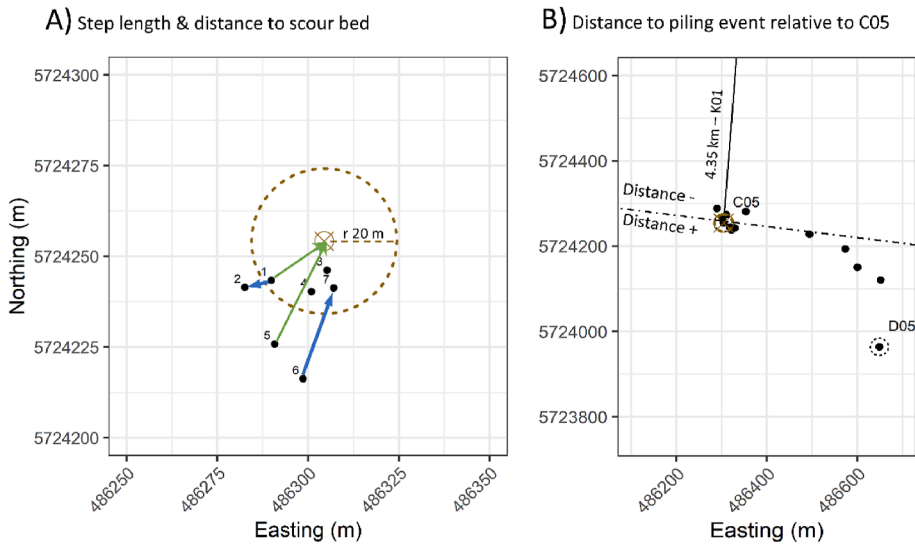 A) Step length & distance to scour bed
5724300
5724275
5724250
5724225
5724200
Northing (m)
r 20 m
1
2
3
4
5
6
7
486250
486275
486300
486325
486350
Easting (m)
B) Distance to piling event relative to C05
5724600
5724400
5724200
5724000
5723800
4.35 km – K01
C05
Distance -
Distance +
D05
486200
486400
486600
Easting (m)